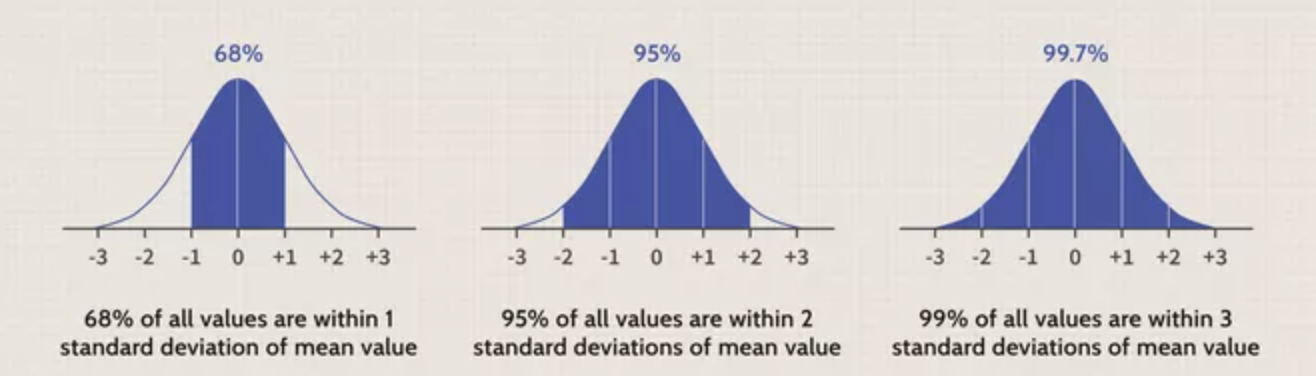 68%
-3 -2 -1 0 +1 +2 +3
68% of all values are within 1
standard deviation of mean value
95%
-3 -2 -1 0 +1 +2 +3
95% of all values are within 2
standard deviations of mean value
99.7%
-3 -2 -1 0 +1 +2 +3
99% of all values are within 3
standard deviations of mean value